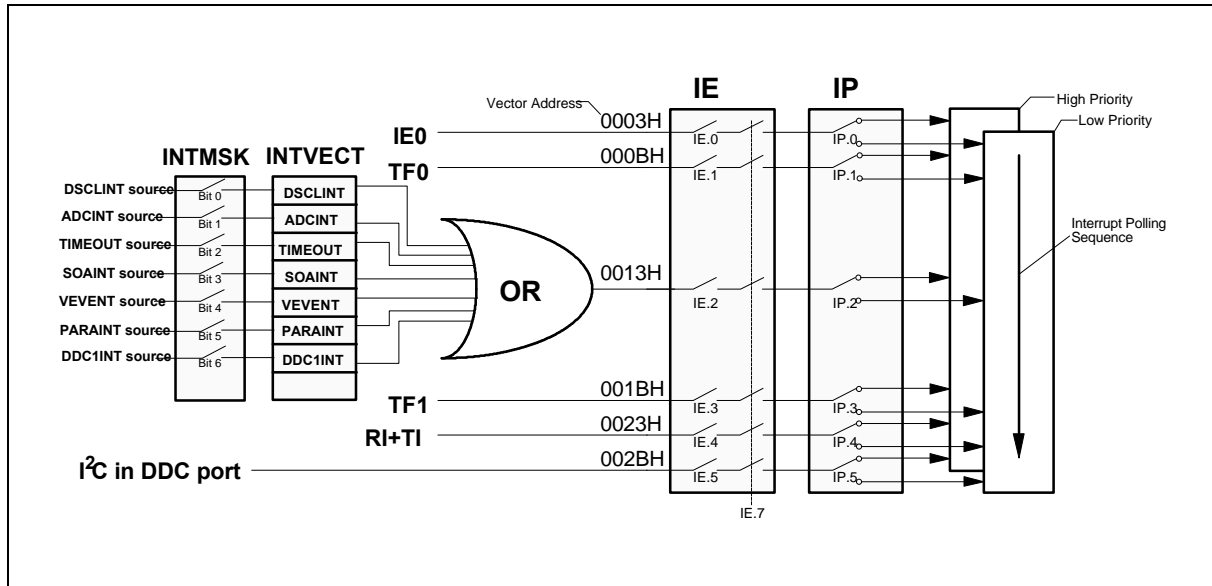 IE
IP
Vector Address
High Priority
Low Priority
IE0
0003H
IE.0
IP.0
TF0
000BH
IE.1
IP.1
INTMSK
INTVECT
DSCLINT source
Bit 0
DSCLINT
ADCINT source
Bit 1
ADCINT
TIMEOUT source
Bit 2
TIMEOUT
SOAINT source
Bit 3
SOAINT
VEVENT source
Bit 4
VEVENT
PARAINT source
Bit 5
PARAINT
DDC1INT source
Bit 6
DDC1INT
OR
0013H
IE.2
IP.2
Interrupt Polling
Sequence
TF1
001BH
IE.3
IP.3
RI+TI
0023H
IE.4
IP.4
I²C in DDC port
002BH
IE.5
IP.5
IE.7